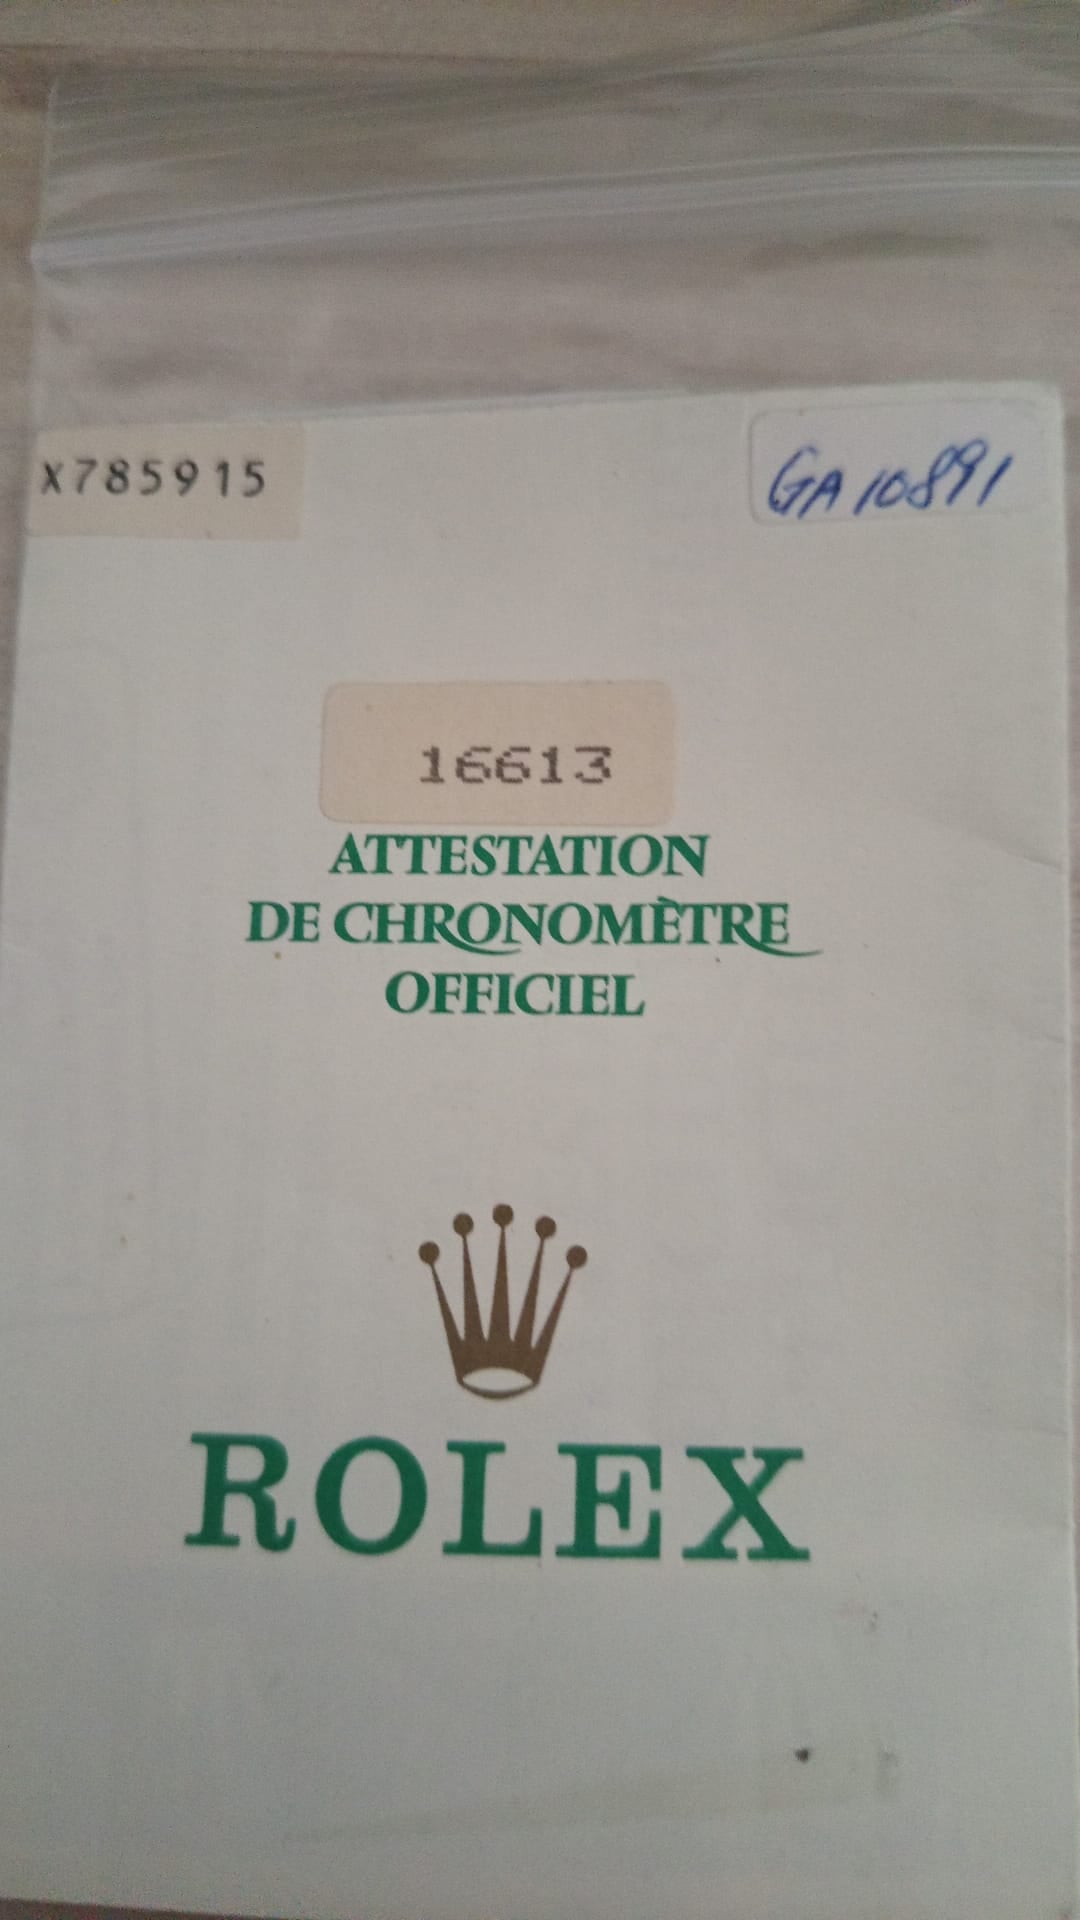 X785915
GA10891
16613
ATTESTATION
DE CHRONOMÈTRE
OFFICIEL
ROLEX